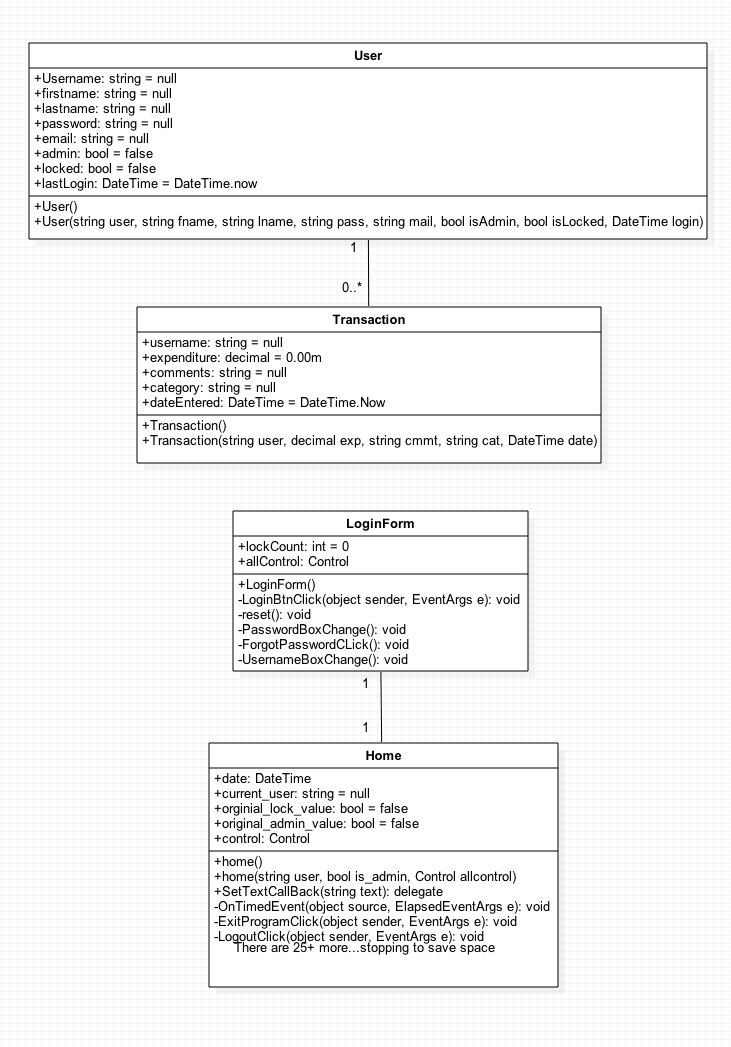 User
+Username: string = null
+firstname: string = null
+lastname: string = null
+password: string = null
+email: string = null
+admin: bool = false
+locked: bool = false
+lastLogin: DateTime = DateTime.now
+User()
+User(string user, string fname, string lname, string pass, string mail, bool isAdmin, bool isLocked, DateTime login)
1
0..*
Transaction
+username: string = null
+expenditure: decimal = 0.00m
+comments: string = null
+category: string = null
+dateEntered: DateTime = DateTime.Now
+Transaction()
+Transaction(string user, decimal exp, string cmmt, string cat, DateTime date)
LoginForm
+lockCount: int = 0
+allControl: Control
+LoginForm()
-LoginBtnClick(object sender, EventArgs e): void
-reset(): void
-PasswordBoxChange(): void
-ForgotPasswordCLick(): void
-UsernameBoxChange(): void
1
1
Home
+date: DateTime
+current_user: string = null
+orginial_lock_value: bool = false
+original_admin_value: bool = false
+control: Control
+home()
+home(string user, bool is_admin, Control allcontrol)
+SetTextCallBack(string text): delegate
-OnTimedEvent(object source, ElapsedEventArgs e): void
-ExitProgramClick(object sender, EventArgs e): void
-LogoutClick(object sender, EventArgs e): void
There are 25+ more...stopping to save space